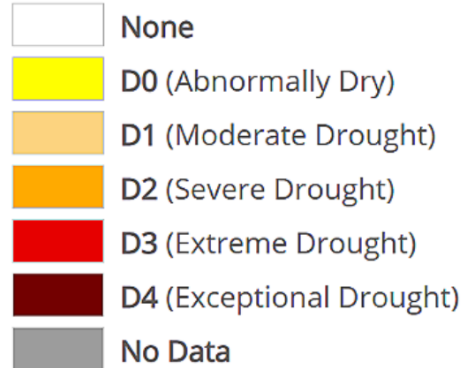 None
D0 (Abnormally Dry)
D1 (Moderate Drought)
D2 (Severe Drought)
D3 (Extreme Drought)
D4 (Exceptional Drought)
No Data